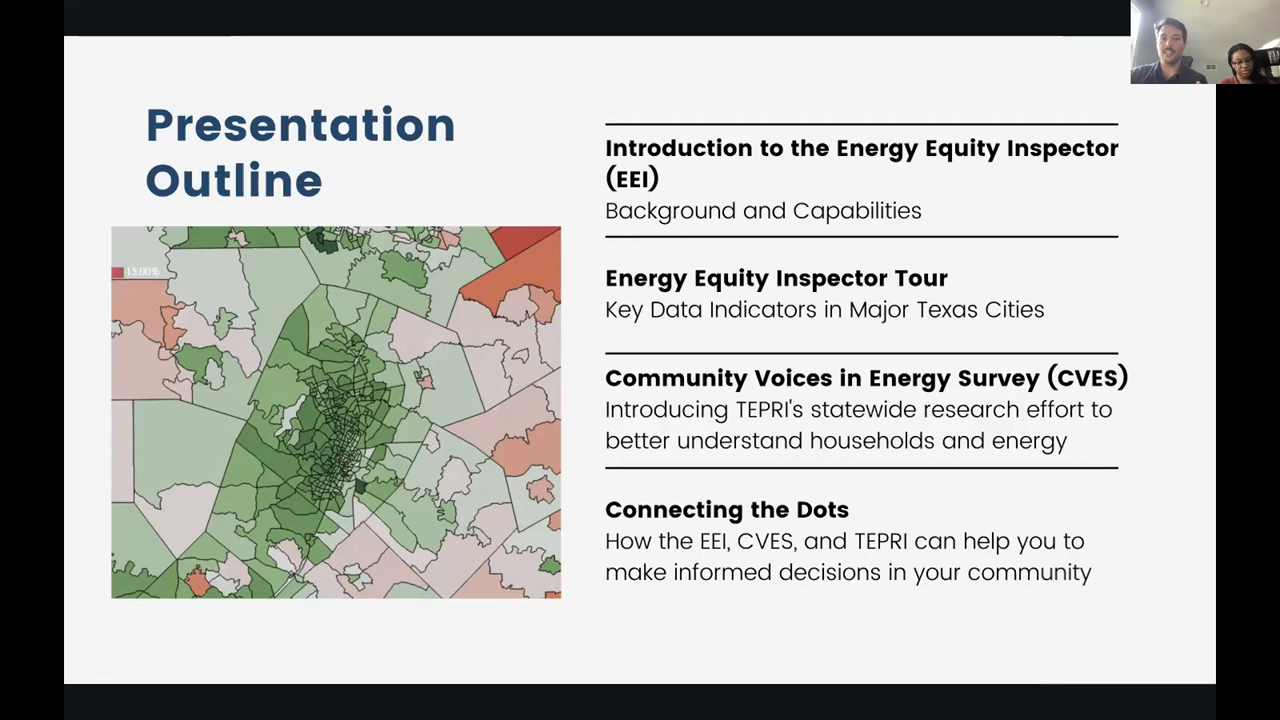 Presentation
Outline
15.00%
Introduction to the Energy Equity Inspector
(EEI)
Background and Capabilities
Energy Equity Inspector Tour
Key Data Indicators in Major Texas Cities
Community Voices in Energy Survey (CVES)
Introducing TEPRI's statewide research effort to
better understand households and energy
Connecting the Dots
How the EEI, CVES, and TEPRI can help you to
make informed decisions in your community